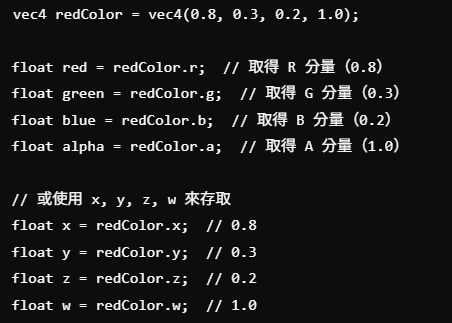 vec4 redColor = vec4(0.8, 0.3, 0.2, 1.0);
float red = redColor.r;  // 取得 R 分量（0.8）
float green = redColor.g;  // 取得 G 分量（0.3）
float blue = redColor.b;  // 取得 B 分量（0.2）
float alpha = redColor.a;  // 取得 A 分量（1.0）
// 或使用 x, y, z, w 來存取
float x = redColor.x;  // 0.8
float y = redColor.y;  // 0.3
float z = redColor.z;  // 0.2
float w = redColor.w;  // 1.0